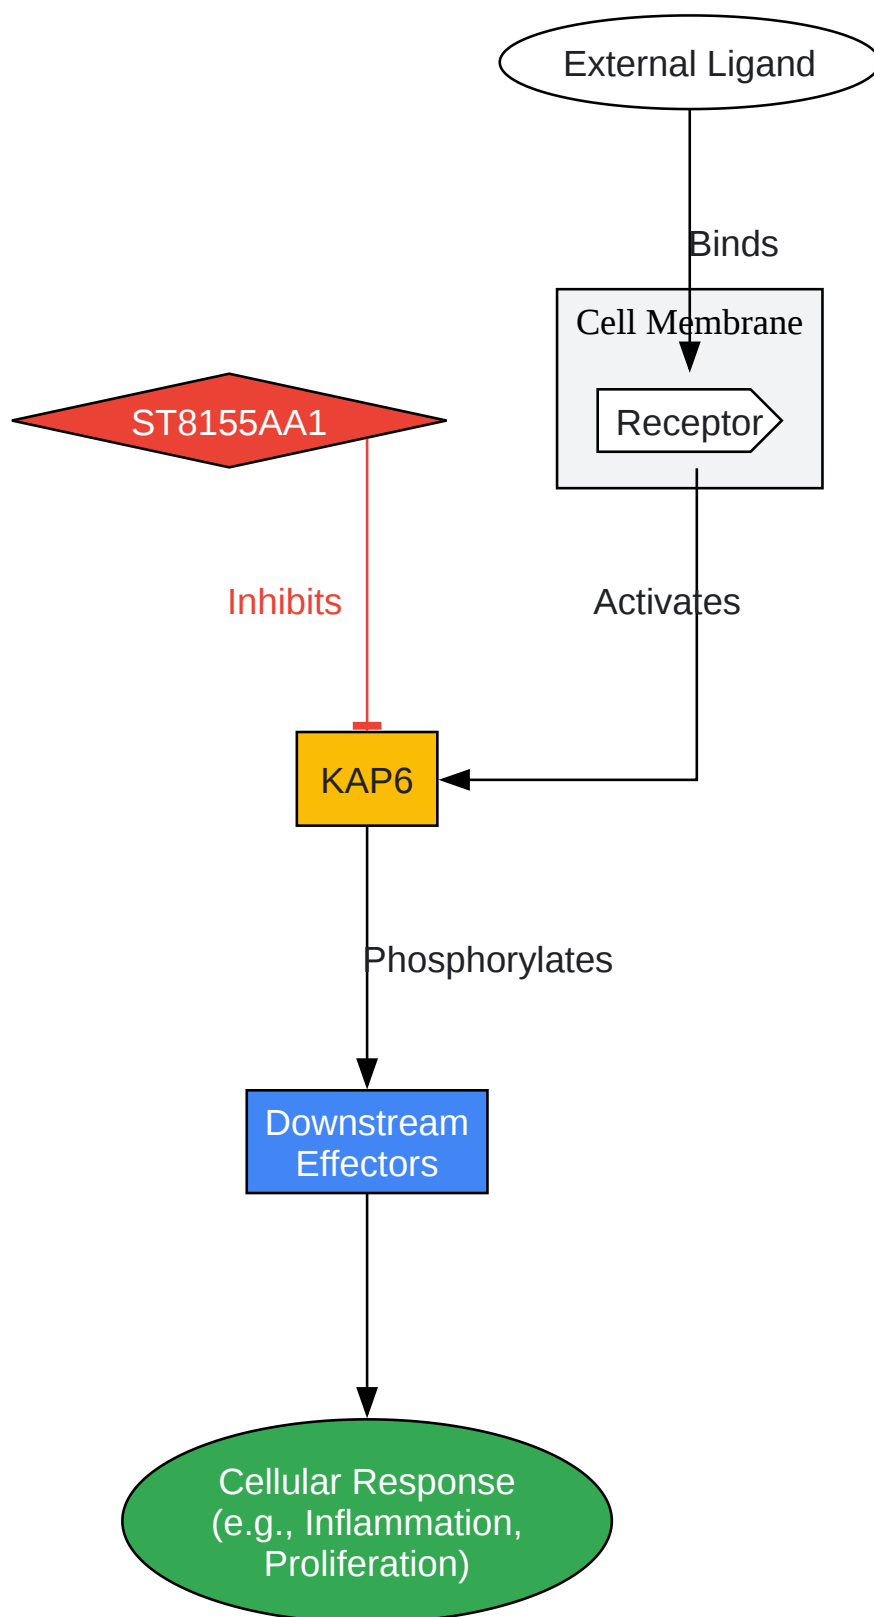 External Ligand
Binds
Cell Membrane
ST8155AA1
Receptor
Inhibits
Activates
KAP6
Phosphorylates
Downstream
Effectors
Cellular Response
(e.g., Inflammation,
Proliferation)